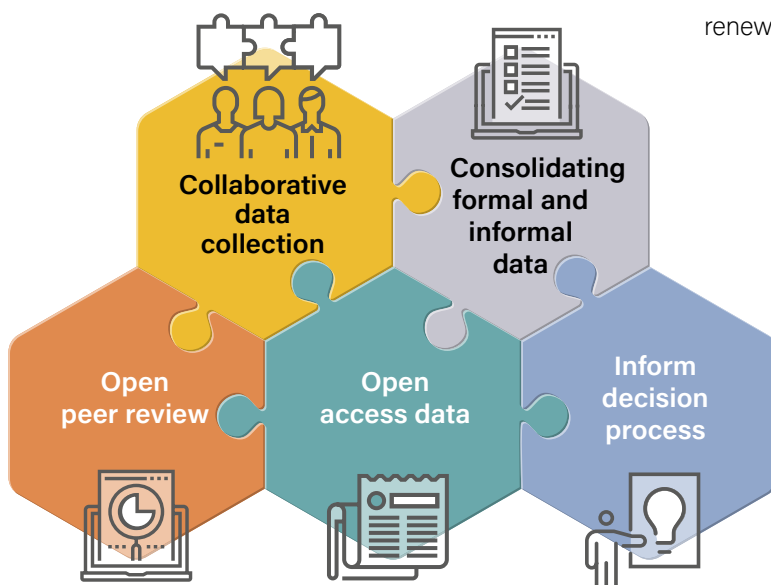 renew
Collaborative
data
collection
Consolidating
formal and
informal
data
Open
peer review
Open
access data
Inform
decision
process